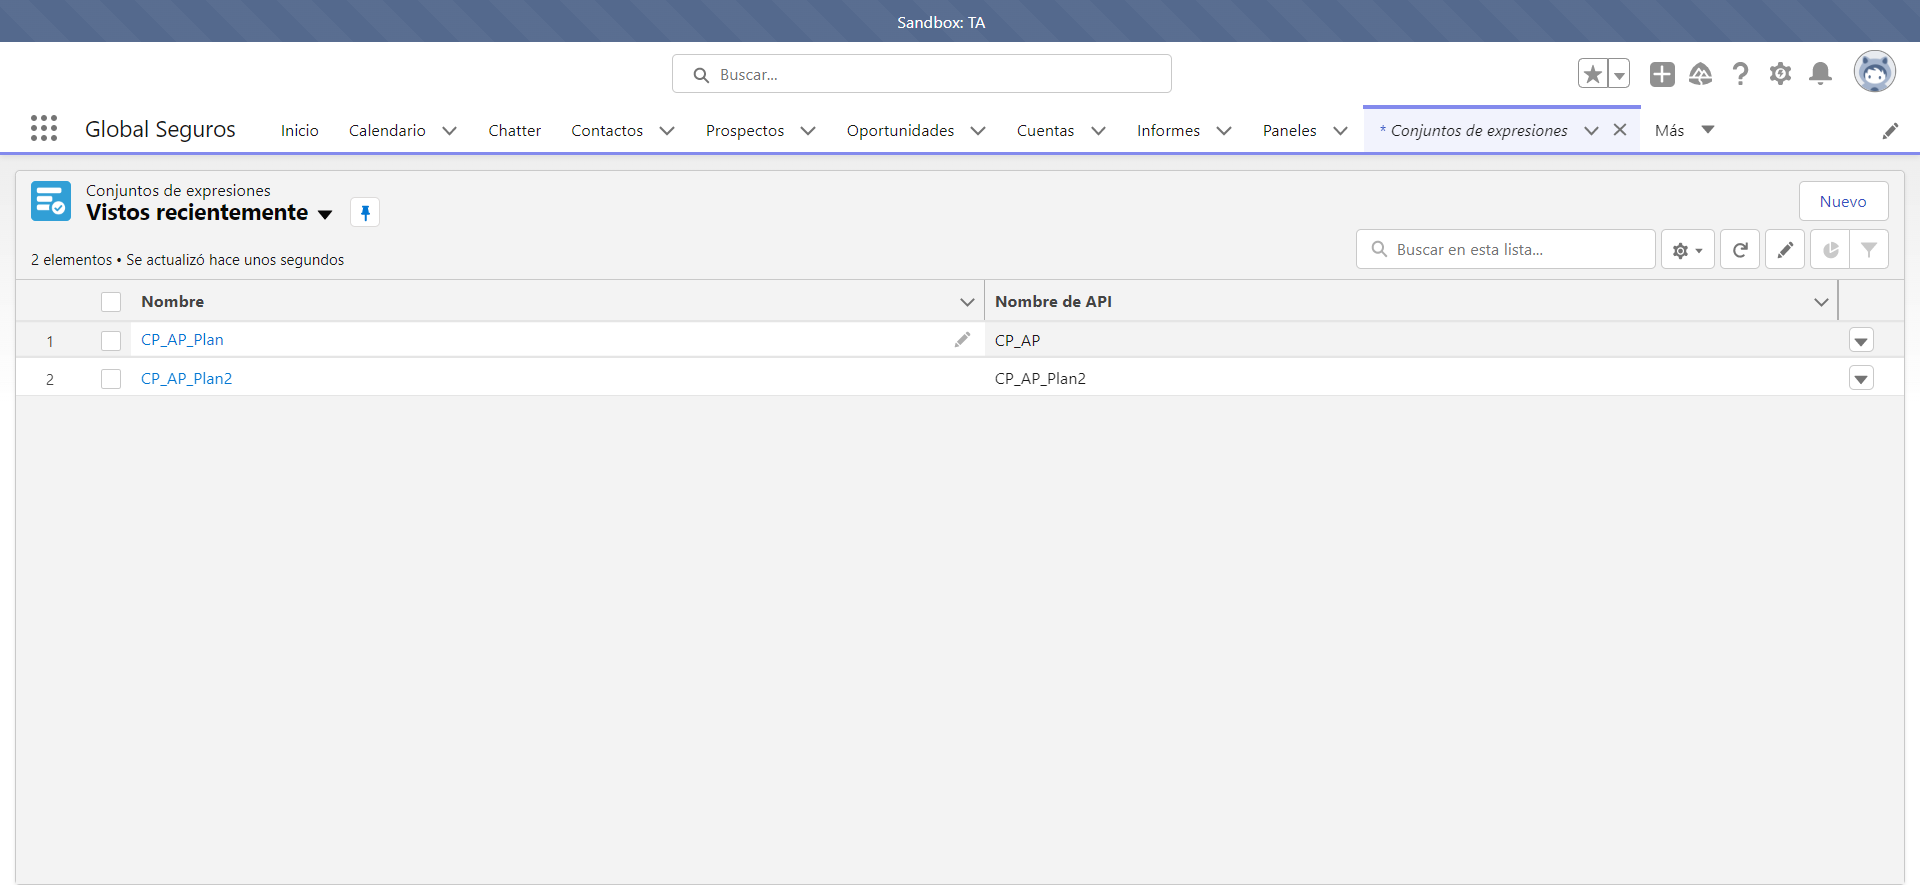 Sandbox: TA
Buscar...
Global Seguros
Inicio
Calendario
Chatter
Contactos
Prospectos
Oportunidades
Cuentas
Informes
Paneles
* Conjuntos de expresiones
Más
Conjuntos de expresiones
Vistos recientemente
Nuevo
2 elementos • Se actualizó hace unos segundos
Buscar en esta lista...
Nombre
Nombre de API
1
CP_AP_Plan
CP_AP
2
CP_AP_Plan2
CP_AP_Plan2